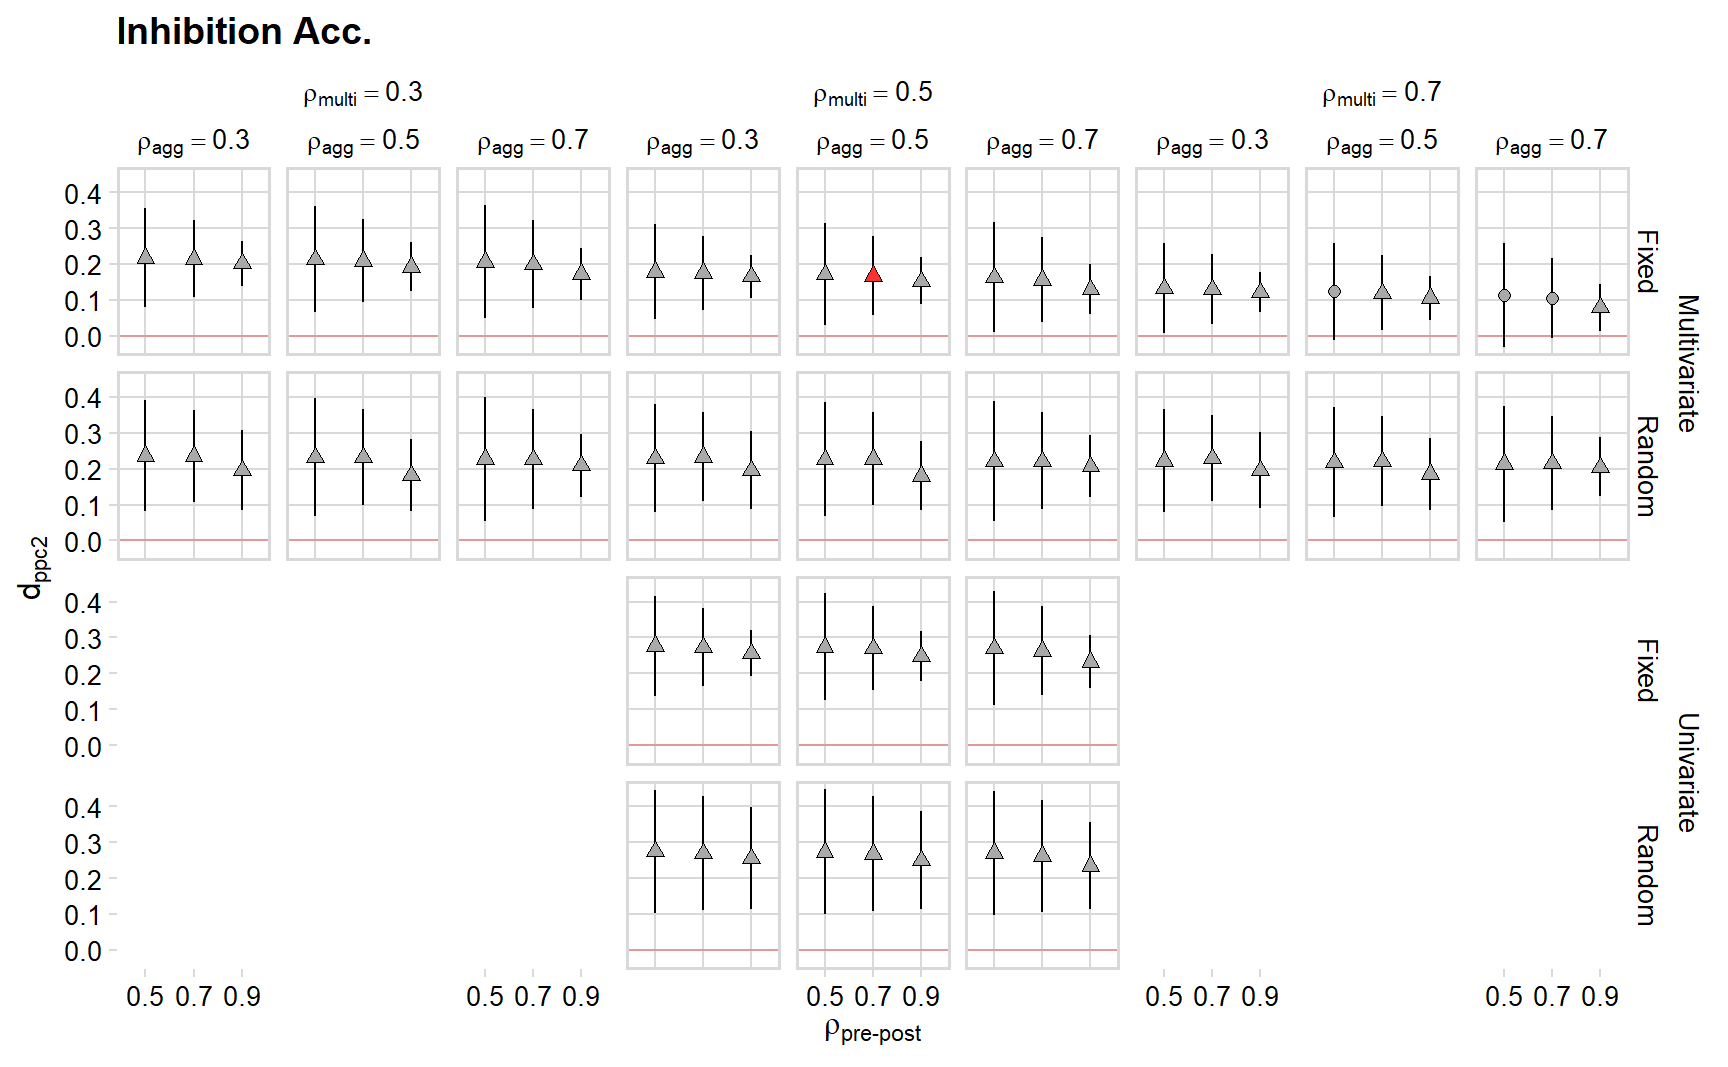 Inhibition Acc.
ρmulti = 0.3 ρmulti = 0.5 ρmulti = 0.7
ρagg = 0.3 ρagg = 0.5 ρagg = 0.7 ρagg = 0.3 ρagg = 0.5 ρagg = 0.7 ρagg = 0.3 ρagg = 0.5 ρagg = 0.7
0.4
0.3
0.2
0.1
0.0
Fixed
0.4
0.3
0.2
0.1
0.0
Random
Multivariate
0.4
0.3
0.2
0.1
0.0
Fixed
0.4
0.3
0.2
0.1
0.0
Random
Univariate
dppc2
0.5 0.7 0.9 0.5 0.7 0.9 0.5 0.7 0.9 0.5 0.7 0.9 0.5 0.7 0.9
ρpre-post